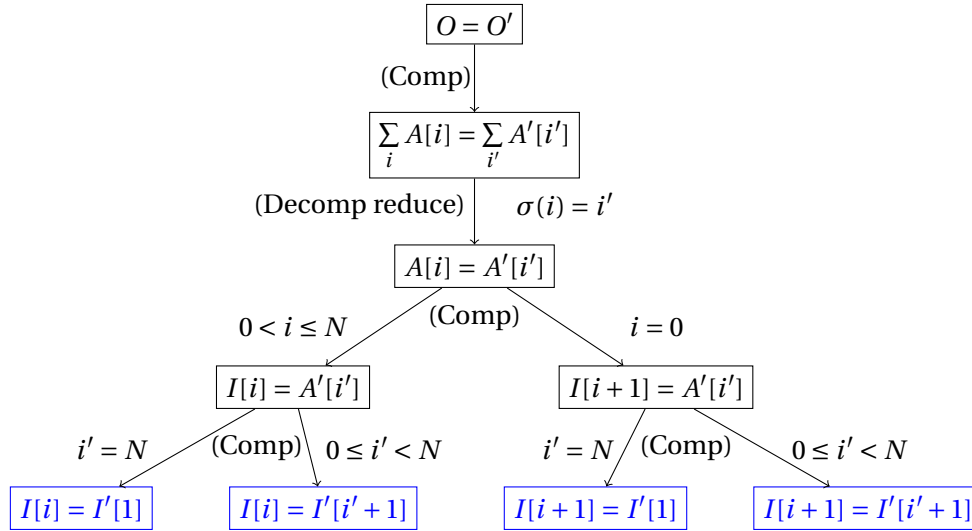 O = O′
(Comp)
∑_i A[i] = ∑_{i′} A′[i′]
(Decomp reduce) σ(i) = i′
A[i] = A′[i′]
0 < i ≤ N (Comp) i = 0
I[i] = A′[i′] I[i + 1] = A′[i′]
i′ = N (Comp) 0 ≤ i′ < N i′ = N (Comp) 0 ≤ i′ < N
I[i] = I′[1] I[i] = I′[i′ + 1] I[i + 1] = I′[1] I[i + 1] = I′[i′ + 1]